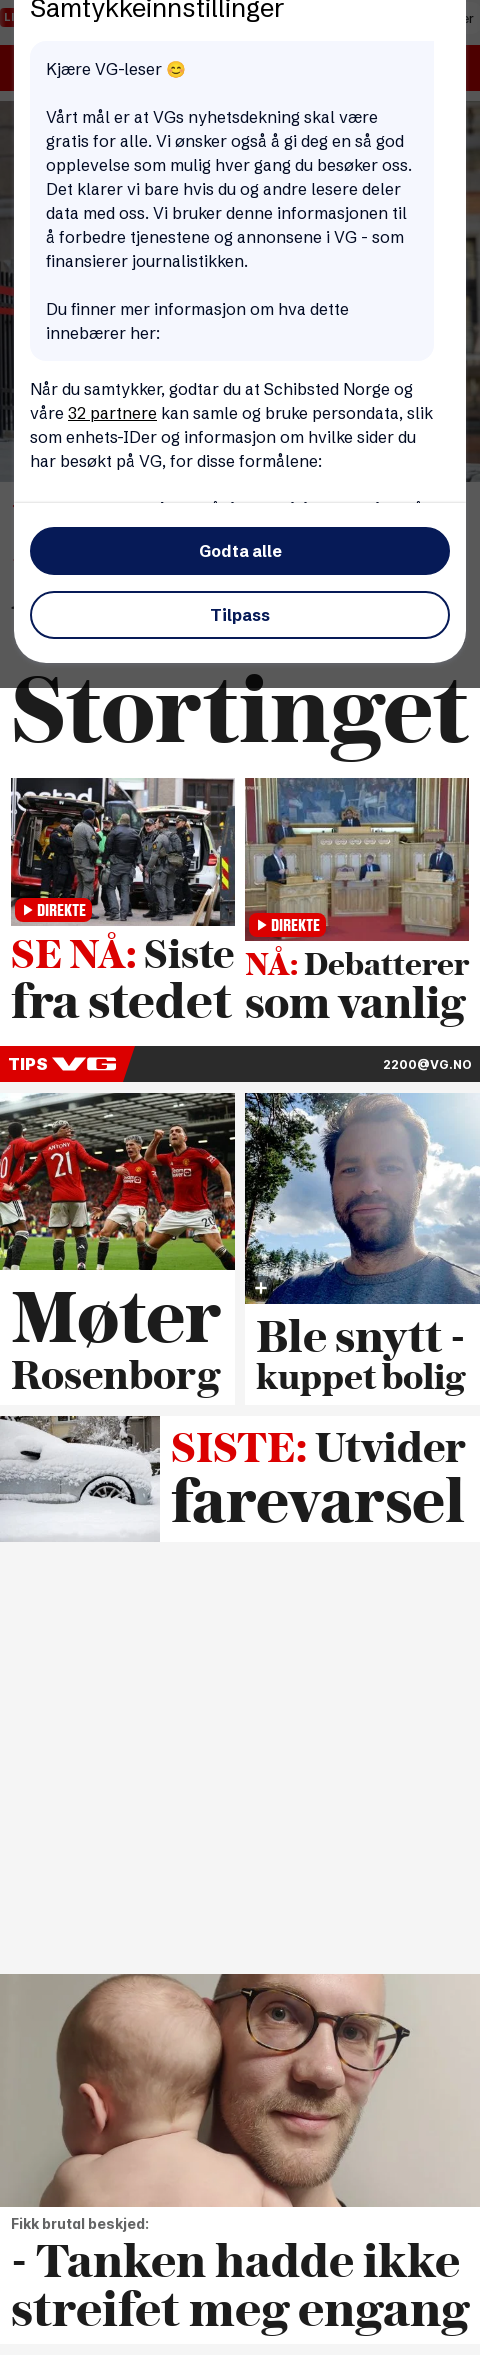 Samtykkeinnstillinger
Kjære VG-leser 😊
Vårt mål er at VGs nyhetsdekning skal være
gratis for alle. Vi ønsker også å gi deg en så god
opplevelse som mulig hver gang du besøker oss.
Det klarer vi bare hvis du og andre lesere deler
data med oss. Vi bruker denne informasjonen til
å forbedre tjenestene og annonsene i VG - som
finansierer journalistikken.
Du finner mer informasjon om hva dette
innebærer her:
Når du samtykker, godtar du at Schibsted Norge og
våre 32 partnere kan samle og bruke persondata, slik
som enhets-IDer og informasjon om hvilke sider du
har besøkt på VG, for disse formålene:
Godta alle
Tilpass
Stortinget
DIREKTE
DIREKTE
SE NÅ: Siste
fra stedet
NÅ: Debatterer
som vanlig
TIPS VG
2200@VG.NO
ANTONY
21
17
20
Møter
Rosenborg
Ble snytt -
kuppet bolig
SISTE: Utvider
farevarsel
Fikk brutal beskjed:
- Tanken hadde ikke
streifet meg engang